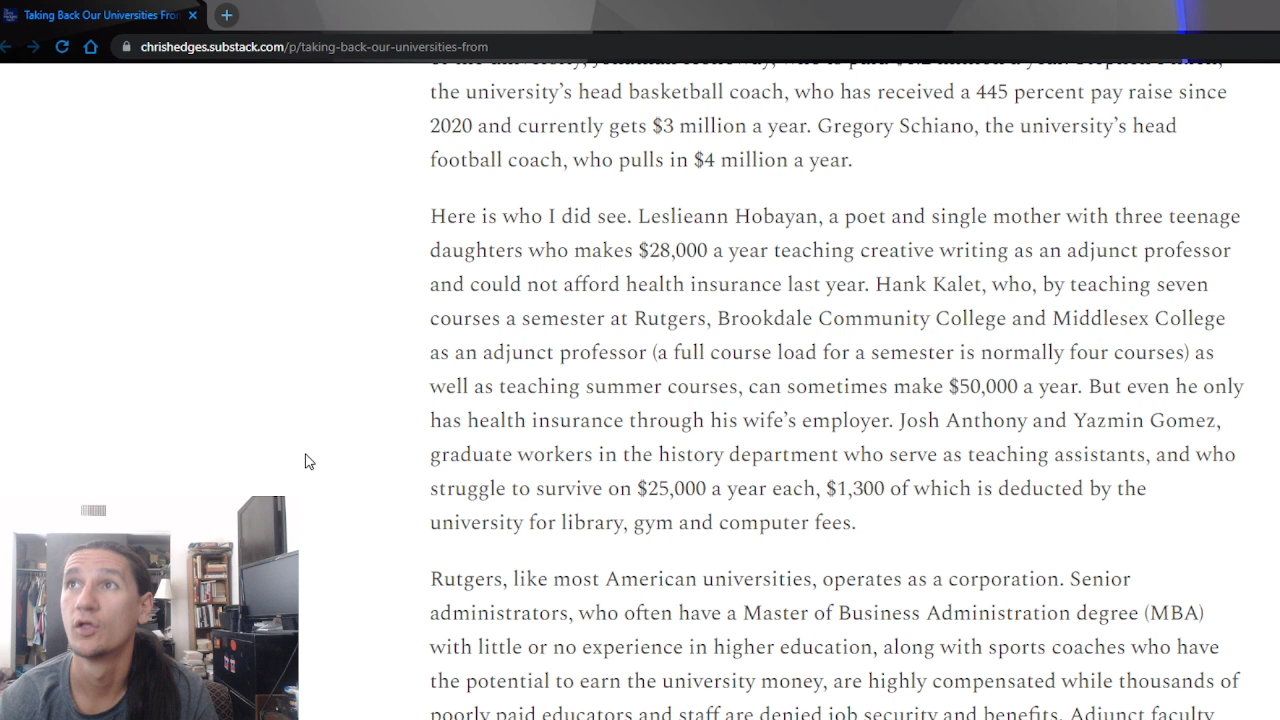 Taking Back Our Universities From
chrishedges.substack.com/p/taking-back-our-universities-from
the university’s head basketball coach, who has received a 445 percent pay raise since
2020 and currently gets $3 million a year. Gregory Schiano, the university’s head
football coach, who pulls in $4 million a year.
Here is who I did see. Leslieann Hobayan, a poet and single mother with three teenage
daughters who makes $28,000 a year teaching creative writing as an adjunct professor
and could not afford health insurance last year. Hank Kalet, who, by teaching seven
courses a semester at Rutgers, Brookdale Community College and Middlesex College
as an adjunct professor (a full course load for a semester is normally four courses) as
well as teaching summer courses, can sometimes make $50,000 a year. But even he only
has health insurance through his wife’s employer. Josh Anthony and Yazmin Gomez,
graduate workers in the history department who serve as teaching assistants, and who
struggle to survive on $25,000 a year each, $1,300 of which is deducted by the
university for library, gym and computer fees.
Rutgers, like most American universities, operates as a corporation. Senior
administrators, who often have a Master of Business Administration degree (MBA)
with little or no experience in higher education, along with sports coaches who have
the potential to earn the university money, are highly compensated while thousands of
poorly paid educators and staff are denied job security and benefits. Adjunct faculty